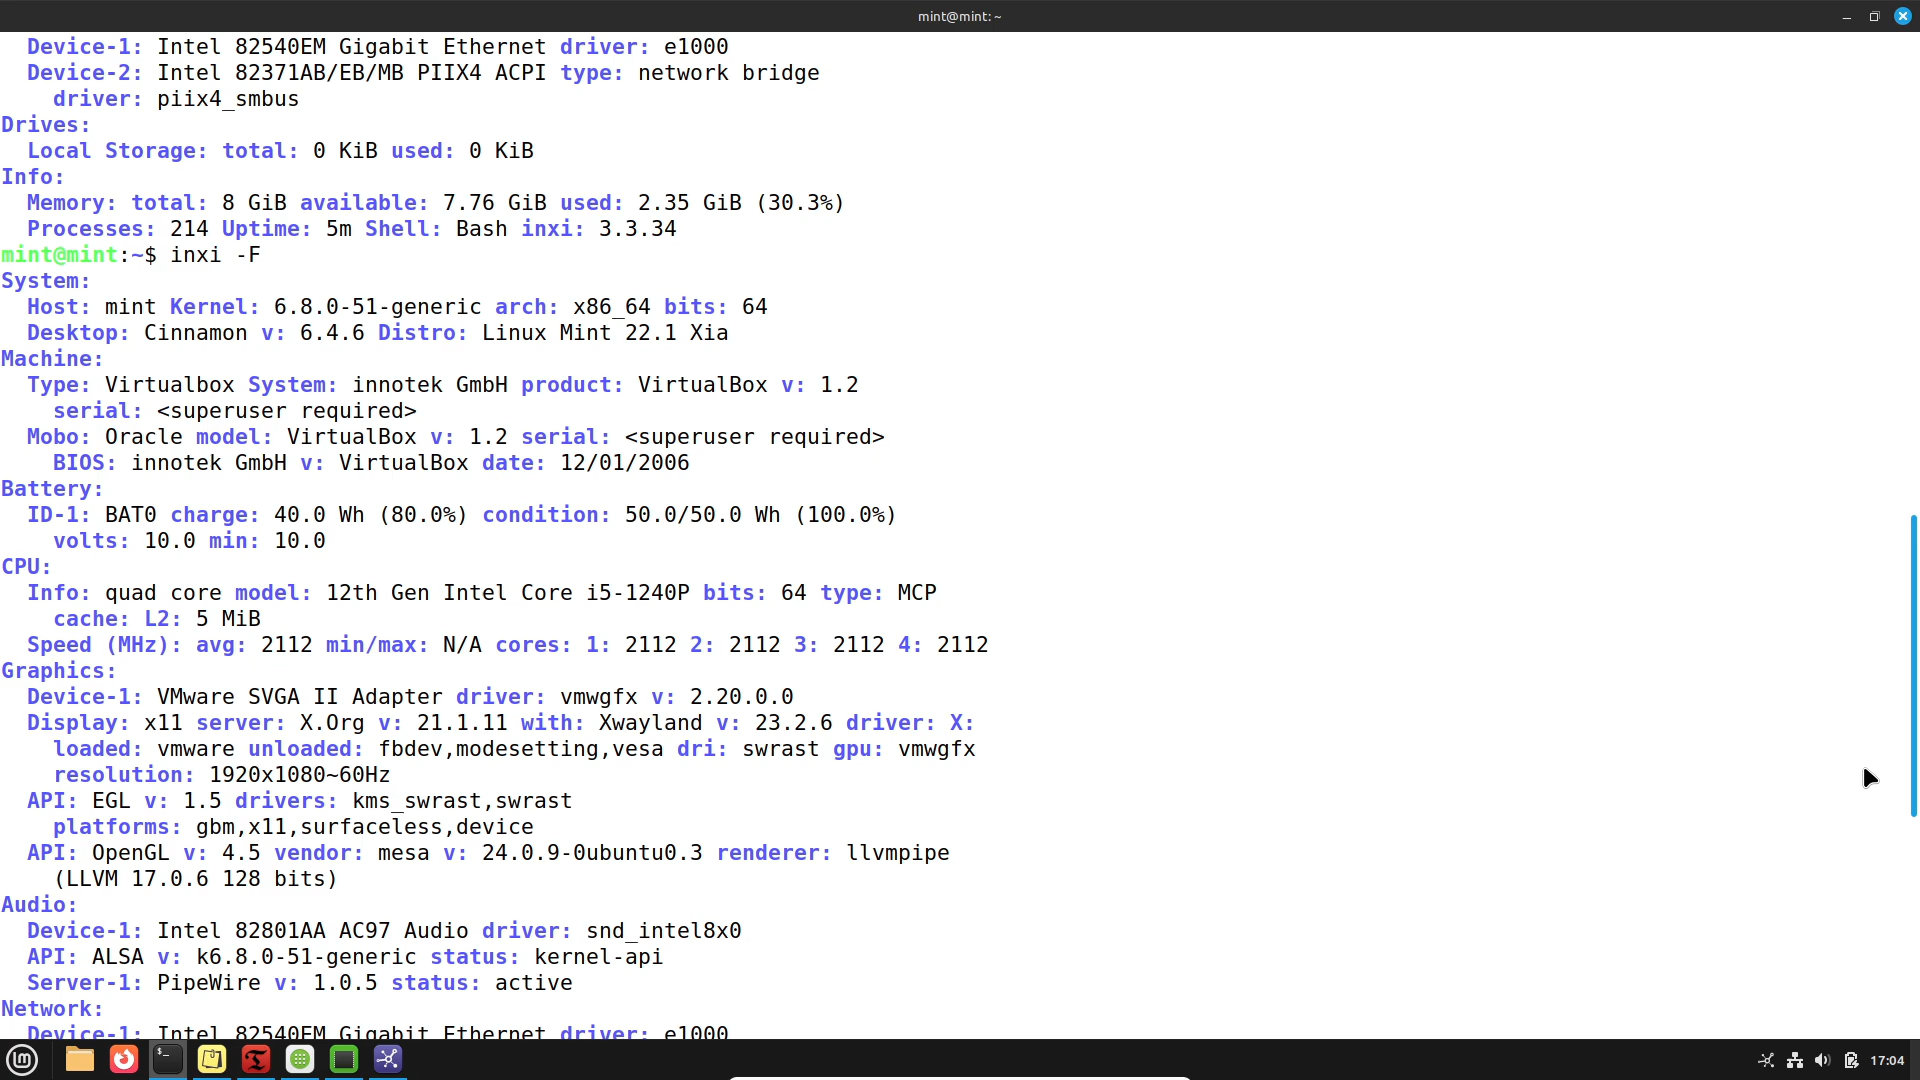 mint@mint: ~
Device-1: Intel 82540EM Gigabit Ethernet driver: e1000
Device-2: Intel 82371AB/EB/MB PIIX4 ACPI type: network bridge
driver: piix4_smbus
Drives:
Local Storage: total: 0 KiB used: 0 KiB
Info:
Memory: total: 8 GiB available: 7.76 GiB used: 2.35 GiB (30.3%)
Processes: 214 Uptime: 5m Shell: Bash inxi: 3.3.34
mint@mint:~$ inxi -F
System:
Host: mint Kernel: 6.8.0-51-generic arch: x86_64 bits: 64
Desktop: Cinnamon v: 6.4.6 Distro: Linux Mint 22.1 Xia
Machine:
Type: Virtualbox System: innotek GmbH product: VirtualBox v: 1.2
serial: <superuser required>
Mobo: Oracle model: VirtualBox v: 1.2 serial: <superuser required>
BIOS: innotek GmbH v: VirtualBox date: 12/01/2006
Battery:
ID-1: BAT0 charge: 40.0 Wh (80.0%) condition: 50.0/50.0 Wh (100.0%)
volts: 10.0 min: 10.0
CPU:
Info: quad core model: 12th Gen Intel Core i5-1240P bits: 64 type: MCP
cache: L2: 5 MiB
Speed (MHz): avg: 2112 min/max: N/A cores: 1: 2112 2: 2112 3: 2112 4: 2112
Graphics:
Device-1: VMware SVGA II Adapter driver: vmwgfx v: 2.20.0.0
Display: x11 server: X.Org v: 21.1.11 with: Xwayland v: 23.2.6 driver: X:
loaded: vmware unloaded: fbdev,modesetting,vesa dri: swrast gpu: vmwgfx
resolution: 1920x1080~60Hz
API: EGL v: 1.5 drivers: kms_swrast,swrast
platforms: gbm,x11,surfaceless,device
API: OpenGL v: 4.5 vendor: mesa v: 24.0.9-0ubuntu0.3 renderer: llvmpipe
(LLVM 17.0.6 128 bits)
Audio:
Device-1: Intel 82801AA AC97 Audio driver: snd_intel8x0
API: ALSA v: k6.8.0-51-generic status: kernel-api
Server-1: PipeWire v: 1.0.5 status: active
Network:
Device-1: Intel 82540EM Gigabit Ethernet driver: e1000
17:04